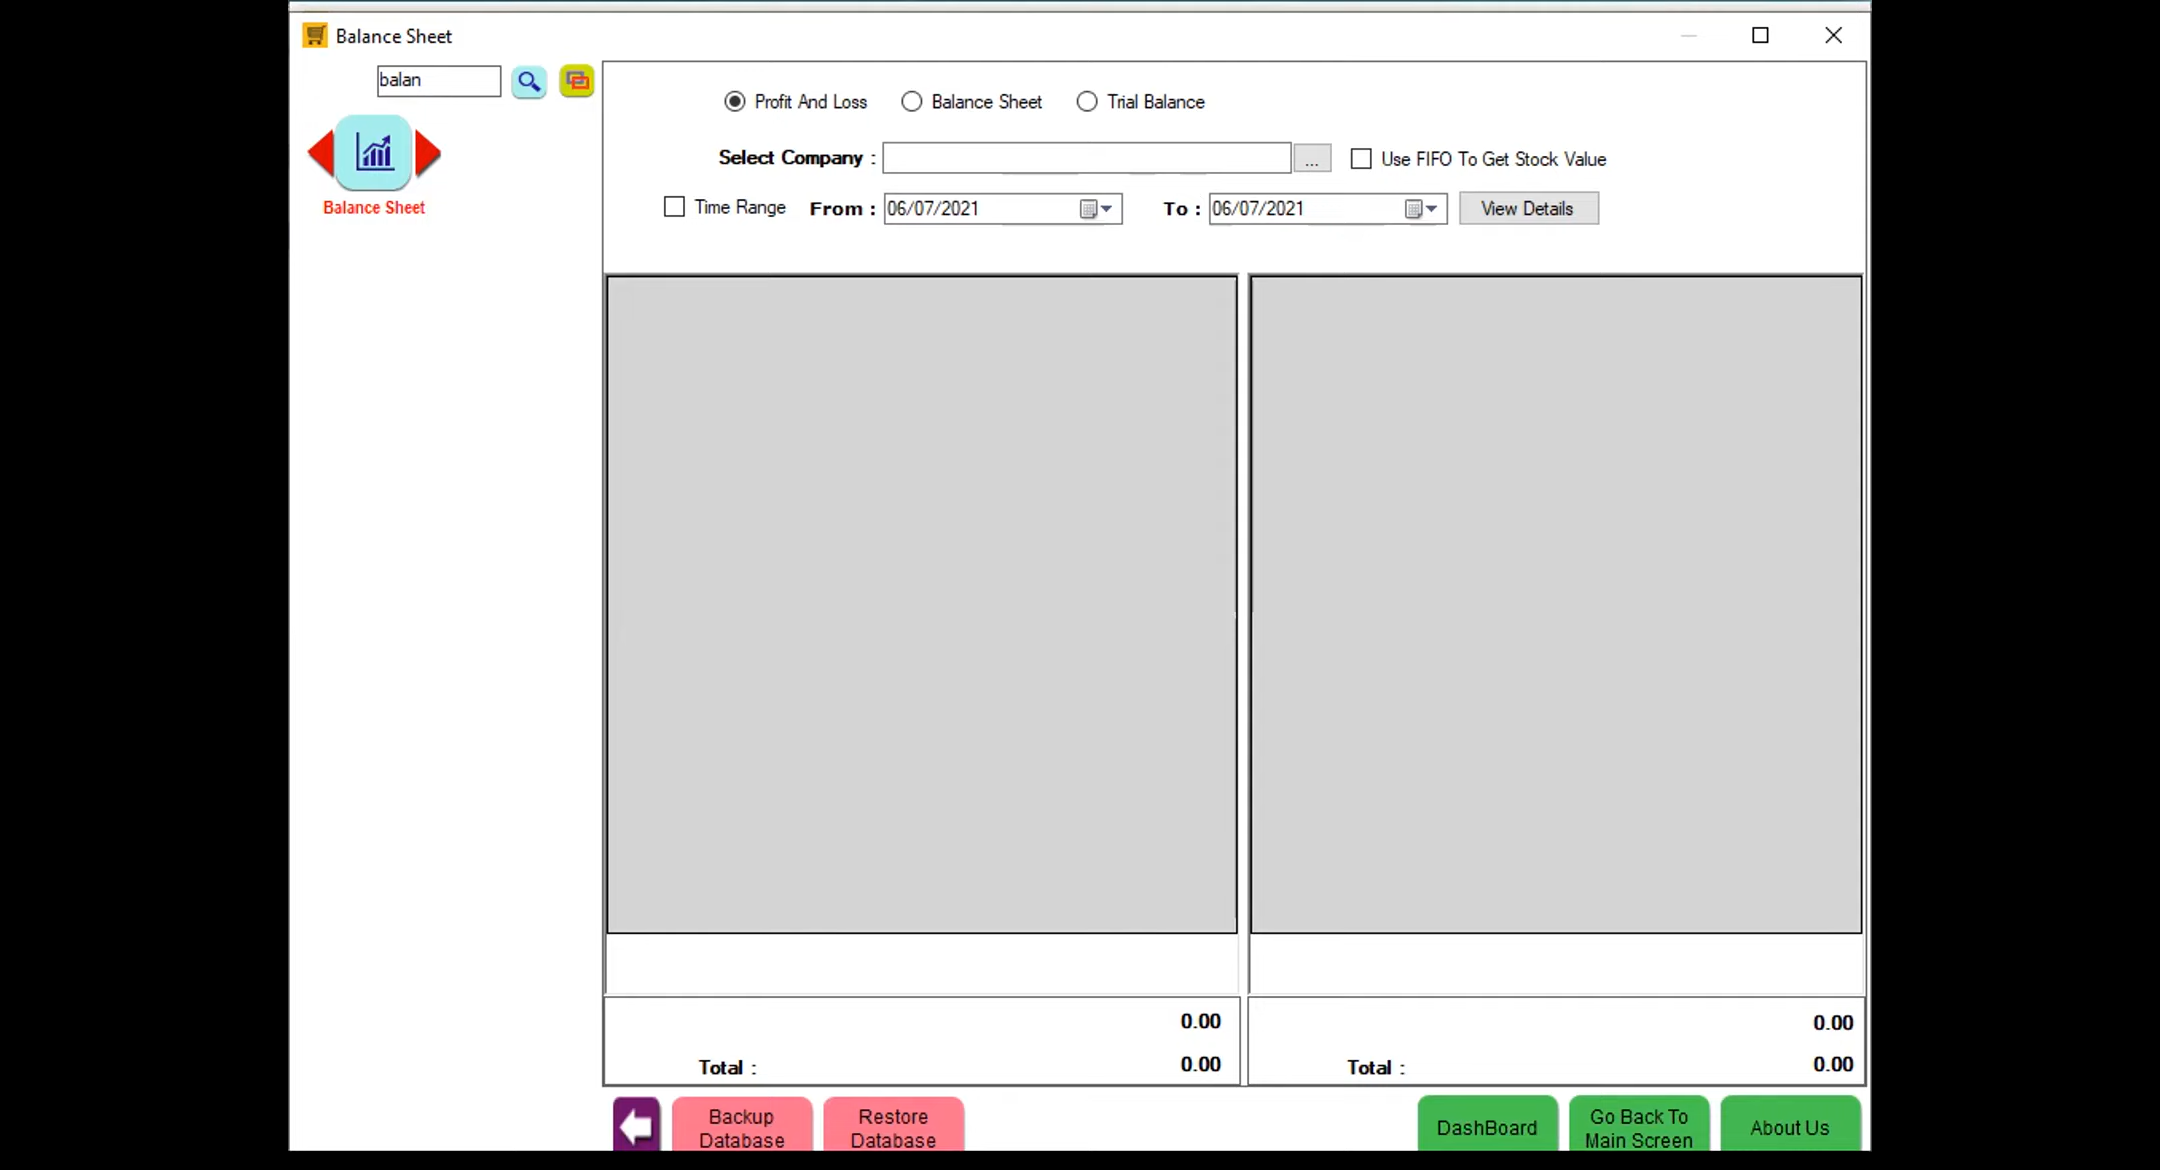 Balance Sheet
balan
Balance Sheet
Profit And Loss Balance Sheet Trial Balance
Select Company : ... Use FIFO To Get Stock Value
Time Range From : 06/07/2021 To : 06/07/2021 View Details
0.00 0.00
Total : 0.00 Total : 0.00
Backup
Database
Restore
Database
DashBoard
Go Back To
Main Screen
About Us